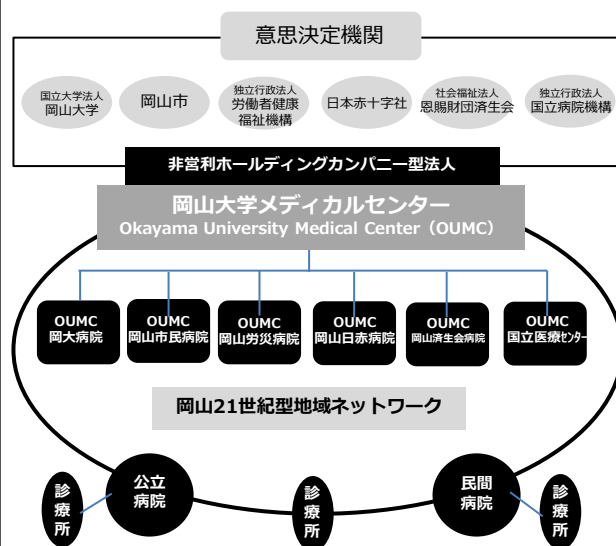 意思決定機関
国立大学法人
岡山大学
岡山市
独立行政法人
労働者健康
福祉機構
日本赤十字社
社会福祉法人
恩賜財団済生会
独立行政法人
国立病院機構
非営利ホールディングカンパニー型法人
岡山大学メディカルセンター
Okayama University Medical Center（OUMC）
OUMC
岡大病院
OUMC
岡山市民病院
OUMC
岡山労災病院
OUMC
岡山日赤病院
OUMC
岡山済生会病院
OUMC
国立医療センター
岡山21世紀型地域ネットワーク
診療所
公立
病院
診療所
民間
病院
診療所